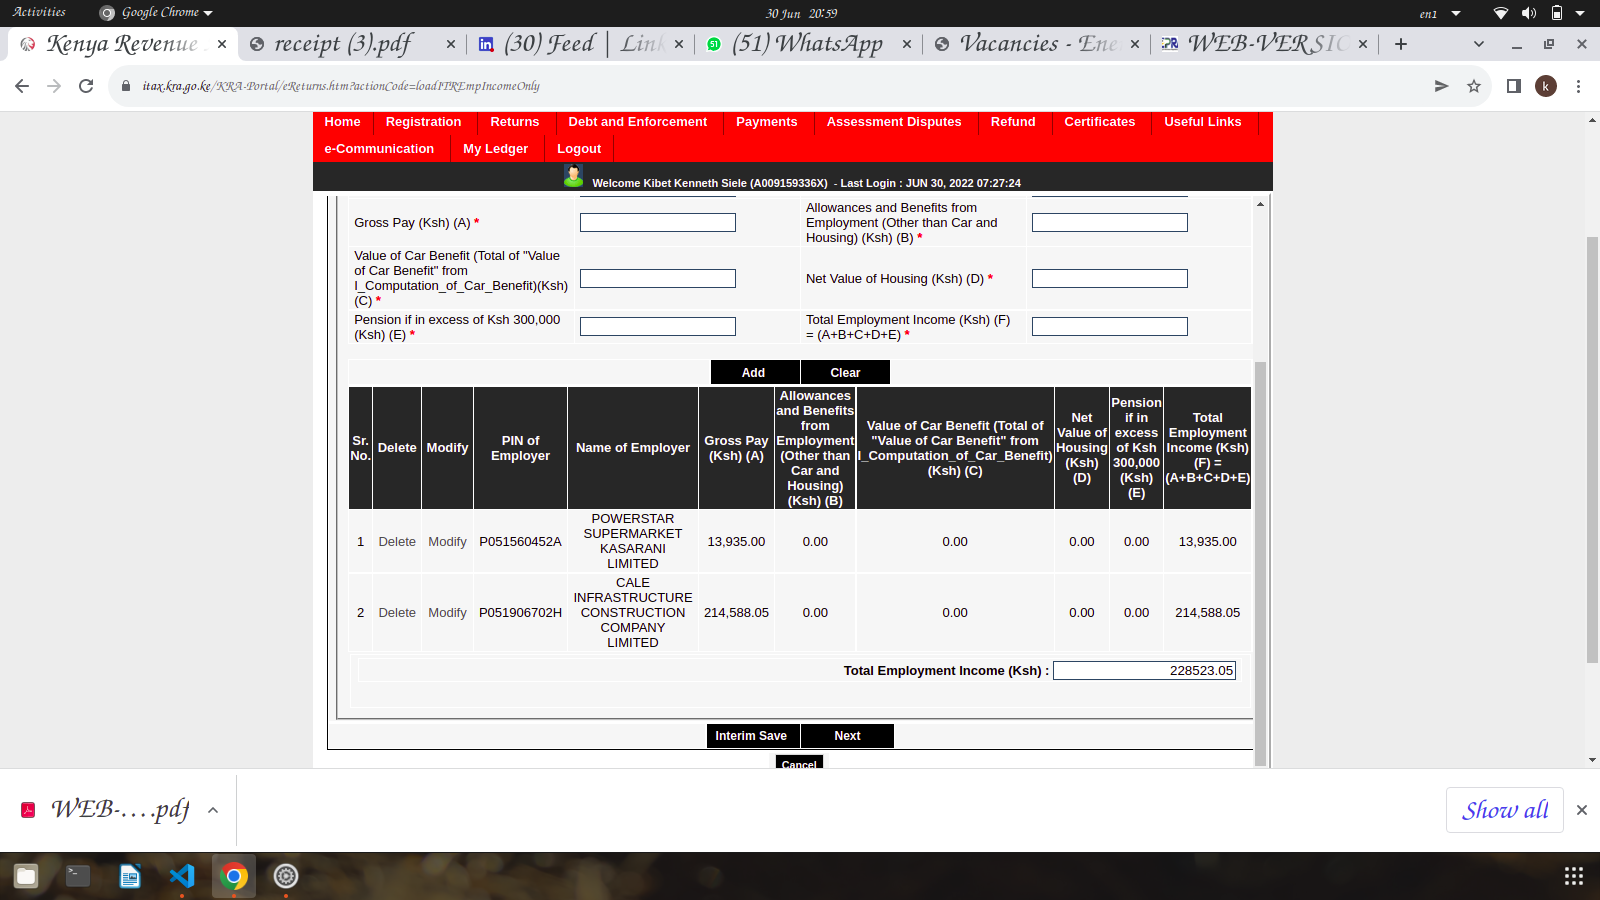 Activities
Google Chrome
30 Jun 20:59
en1
Kenya Revenue
receipt (3).pdf
(30) Feed | Link
(51) WhatsApp
Vacancies - Ene
WEB-VERSIO
itax.kra.go.ke/KRA-Portal/eReturns.htm?actionCode=loadITREmpIncomeOnly
k
Home
Registration
Returns
Debt and Enforcement
Payments
Assessment Disputes
Refund
Certificates
Useful Links
e-Communication
My Ledger
Logout
Welcome Kibet Kenneth Siele (A009159336X) - Last Login : JUN 30, 2022 07:27:24
Gross Pay (Ksh) (A) *
Allowances and Benefits from
Employment (Other than Car and
Housing) (Ksh) (B) *
Value of Car Benefit (Total of "Value
of Car Benefit" from
I_Computation_of_Car_Benefit)(Ksh)
(C) *
Net Value of Housing (Ksh) (D) *
Pension if in excess of Ksh 300,000
(Ksh) (E) *
Total Employment Income (Ksh) (F)
= (A+B+C+D+E) *
Add
Clear
Sr.
No.
Delete
Modify
PIN of
Employer
Name of Employer
Gross Pay
(Ksh) (A)
Allowances
and Benefits
from
Employment
(Other than
Car and
Housing)
(Ksh) (B)
Value of Car Benefit (Total of
"Value of Car Benefit" from
I_Computation_of_Car_Benefit)
(Ksh) (C)
Net
Value of
Housing
(Ksh)
(D)
Pension
if in
excess
of Ksh
300,000
(Ksh)
(E)
Total
Employment
Income (Ksh)
(F) =
(A+B+C+D+E)
1
Delete
Modify
P051560452A
POWERSTAR
SUPERMARKET
KASARANI
LIMITED
13,935.00
0.00
0.00
0.00
0.00
13,935.00
2
Delete
Modify
P051906702H
CALE
INFRASTRUCTURE
CONSTRUCTION
COMPANY
LIMITED
214,588.05
0.00
0.00
0.00
0.00
214,588.05
Total Employment Income (Ksh) :
228523.05
Interim Save
Next
Cancel
WEB-....pdf
Show all